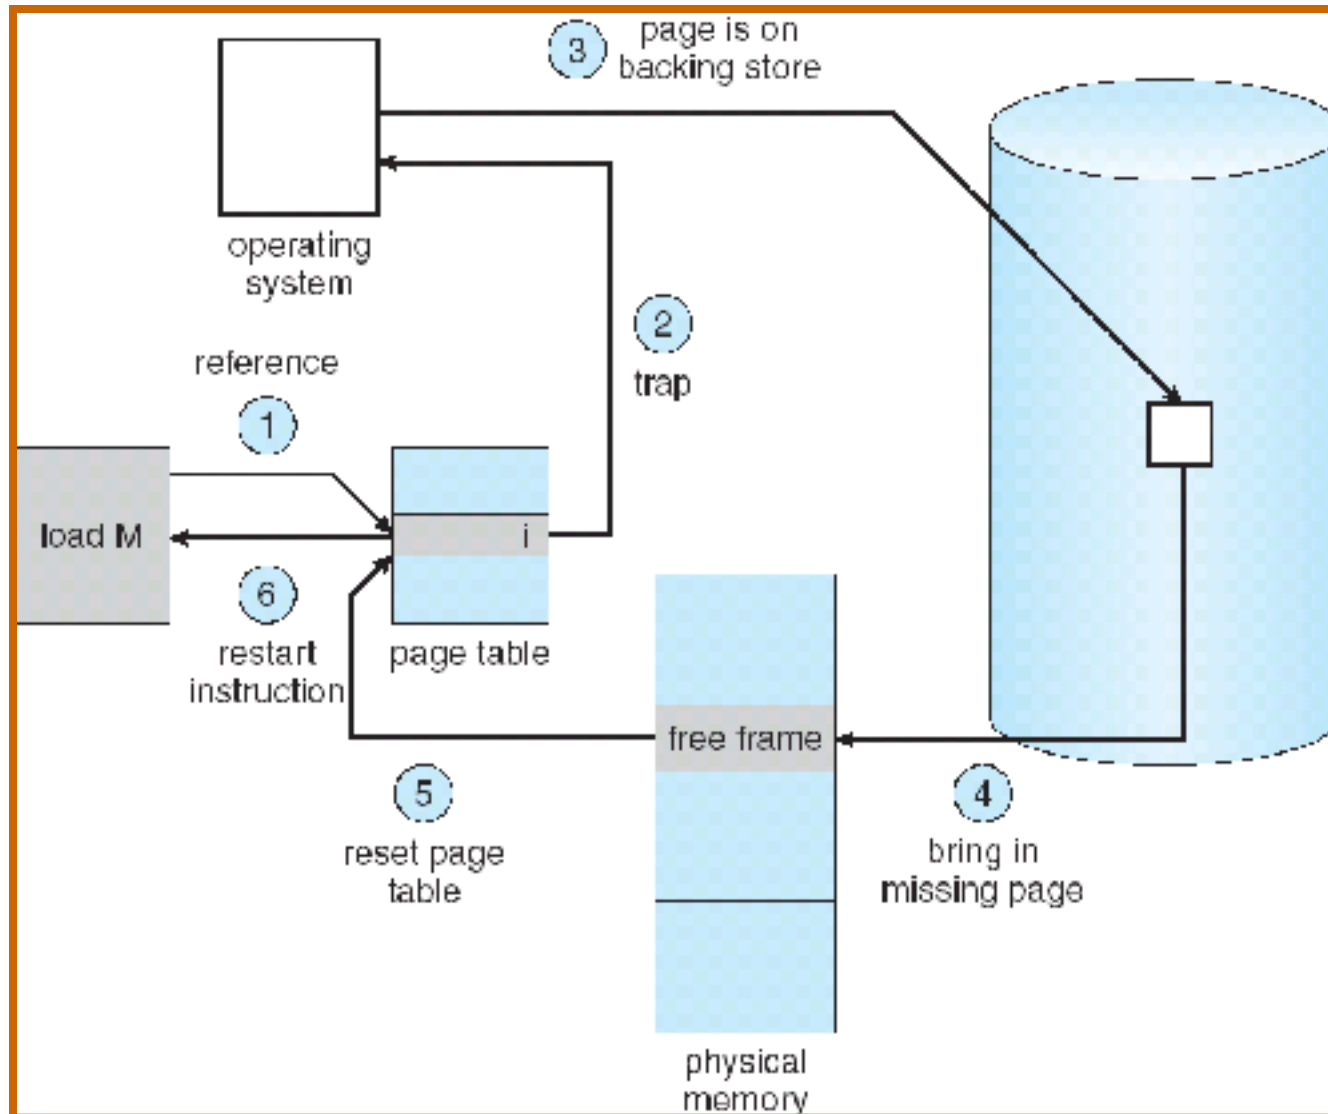 3
page is on
backing store
operating
system
2
trap
reference
1
load M
i
6
restart
instruction
page table
free frame
5
reset page
table
4
bring in
missing page
physical
memory